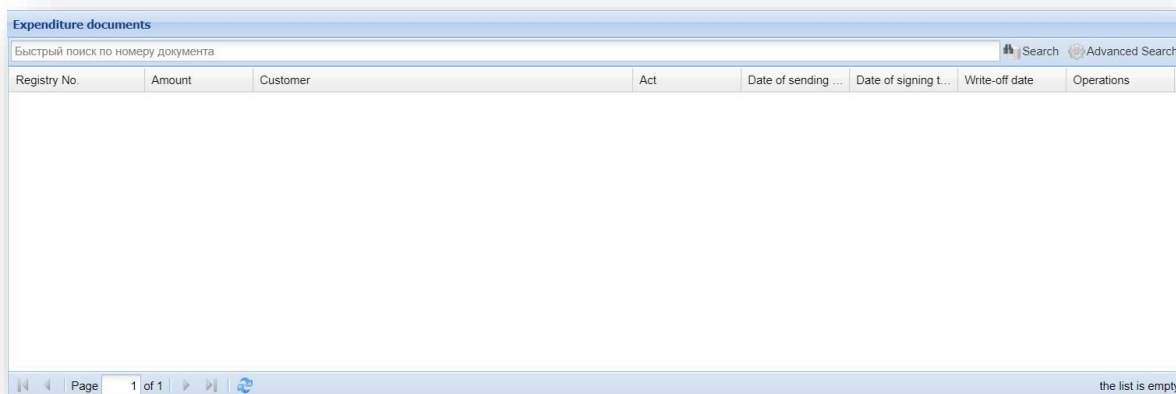 Expenditure documents
Быстрый поиск по номеру документа Search Advanced Search
Registry No. Amount Customer Act Date of sending ... Date of signing t... Write-off date Operations
Page 1 of 1 the list is empty